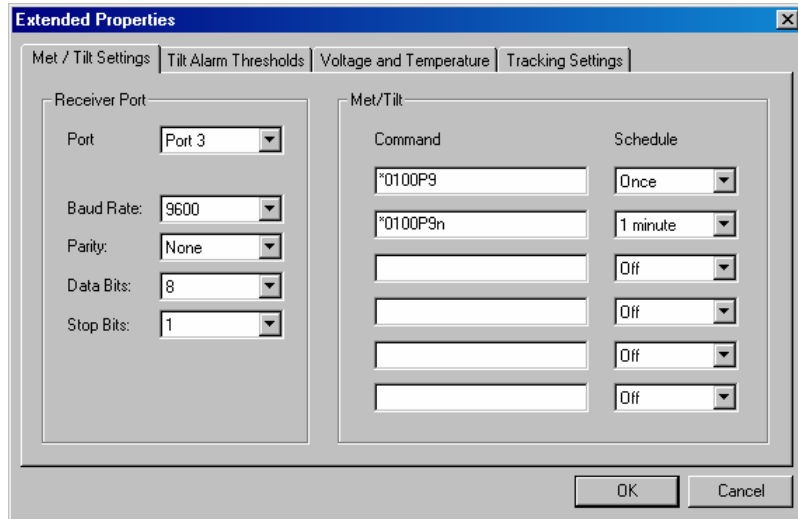 Extended Properties
Met / Tilt Settings
Tilt Alarm Thresholds
Voltage and Temperature
Tracking Settings
Receiver Port
Port
Port 3
Baud Rate:
9600
Parity:
None
Data Bits:
8
Stop Bits:
1
Met/Tilt
Command
Schedule
*0100P9
Once
*0100P9n
1 minute
Off
Off
Off
Off
OK
Cancel